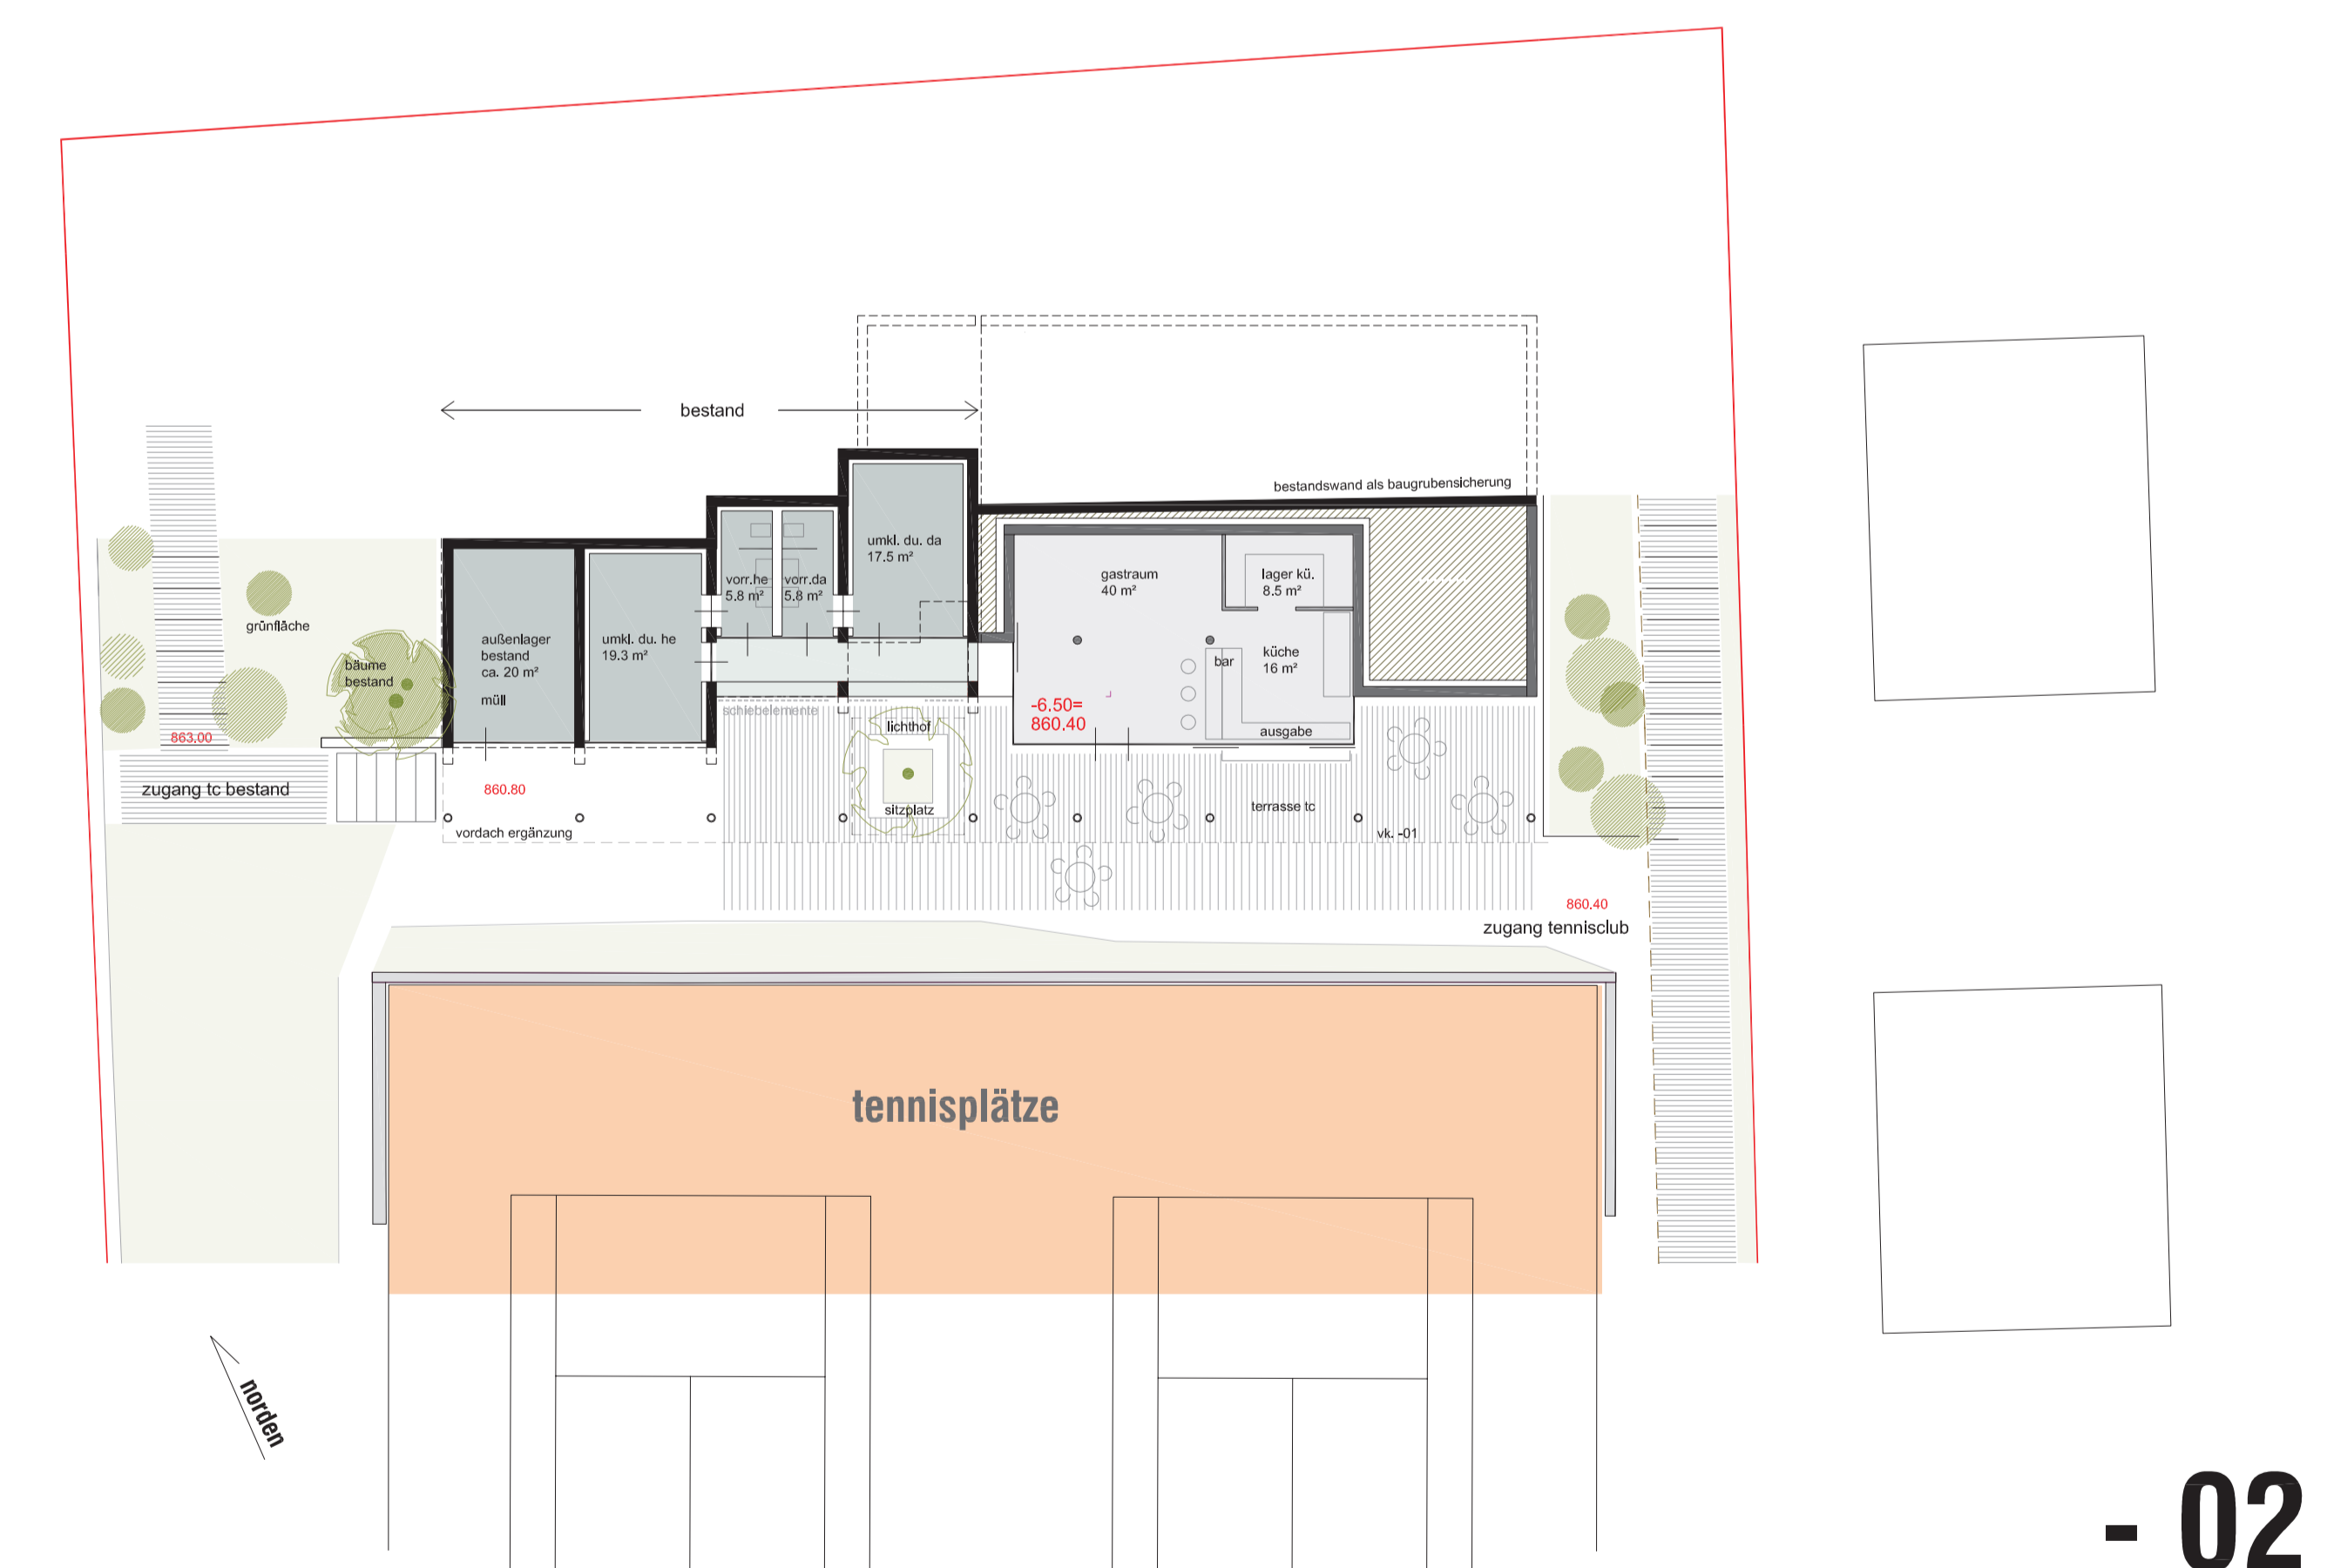 bestand
bestandswand als baugrubensicherung
umkl. du. da
17.5 m²
vorr.he
5.8 m²
vorr.da
5.8 m²
gastraum
40 m²
lager kü.
8.5 m²
grünfläche
außenlager
bestand
ca. 20 m²
müll
umkl. du. he
19.3 m²
bäume
bestand
bar
küche
16 m²
-6.50=
860.40
schiebelemente
lichthof
ausgabe
863.00
zugang tc bestand
860.80
sitzplatz
terrasse tc
vordach ergänzung
vk. -01
860.40
zugang tennisclub
tennisplätze
norden
- 02